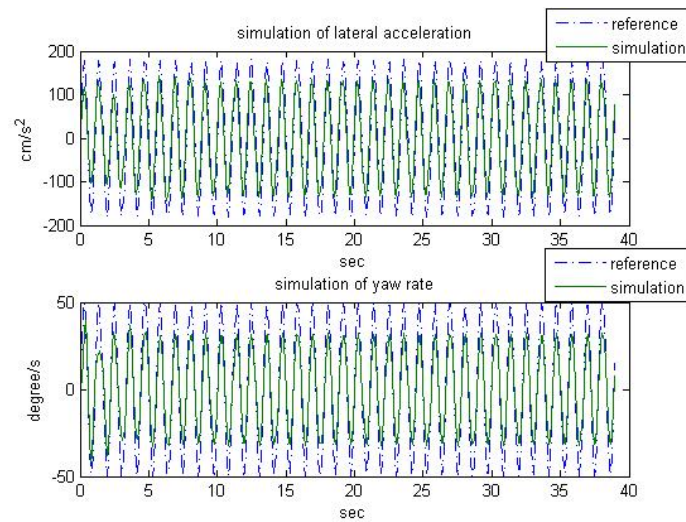 simulation of lateral acceleration
reference
simulation
200
100
0
-100
-200
cm/s²
0 5 10 15 20 25 30 35 40
sec
simulation of yaw rate
reference
simulation
50
0
-50
degree/s
0 5 10 15 20 25 30 35 40
sec